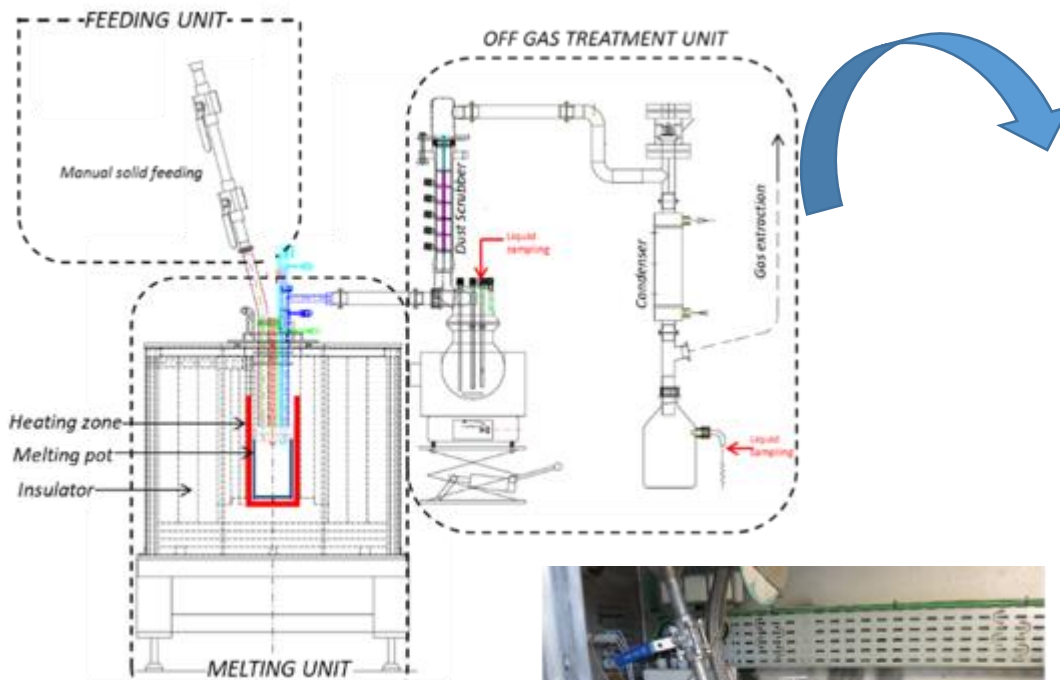 FEEDING UNIT
OFF GAS TREATMENT UNIT
Manual solid feeding
Dust Scrubber
Liquid
sampling
Condenser
Gas extraction
Heating zone
Melting pot
Insulator
Liquid
Sampling
MELTING UNIT